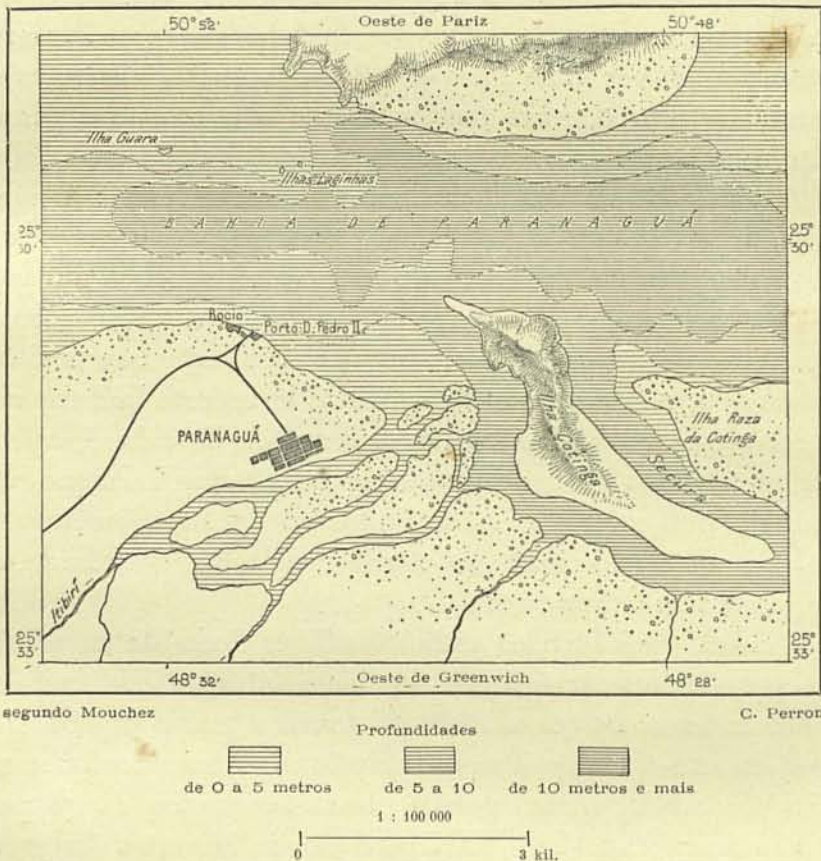 50° 52'
Oeste de Pariz
50° 48'
Ilha Guara
Ilhas Laginhas
BAHIA DE PARANAGUÁ
25° 30'
25° 30'
Rocio
Porto D. Pedro II
PARANAGUÁ
Ilha Cotinga
Ilha Raza
da Cotinga
Secura
Itibiri
25° 33'
25° 33'
48° 32'
Oeste de Greenwich
48° 28'
segundo Mouchez
C. Perron
Profundidades
de 0 a 5 metros
de 5 a 10
de 10 metros e mais
1 : 100 000
0
3 kil.